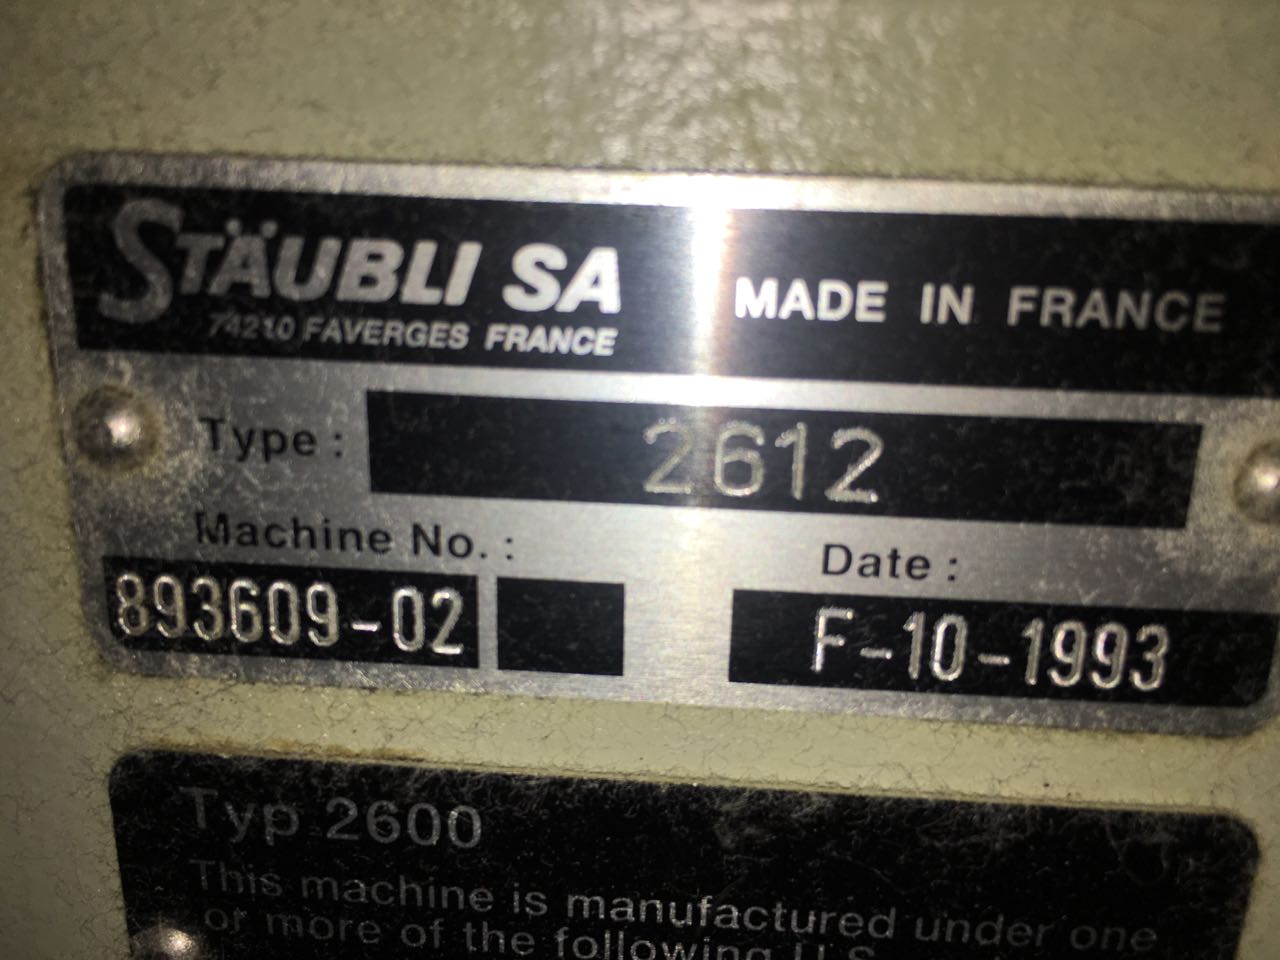 STÄUBLI SA
74210 FAVERGES FRANCE
MADE IN FRANCE
Type : 2612
Machine No. :
893609-02
Date :
F-10-1993
Typ 2600
This machine is manufactured under one
or more of the following U.S.